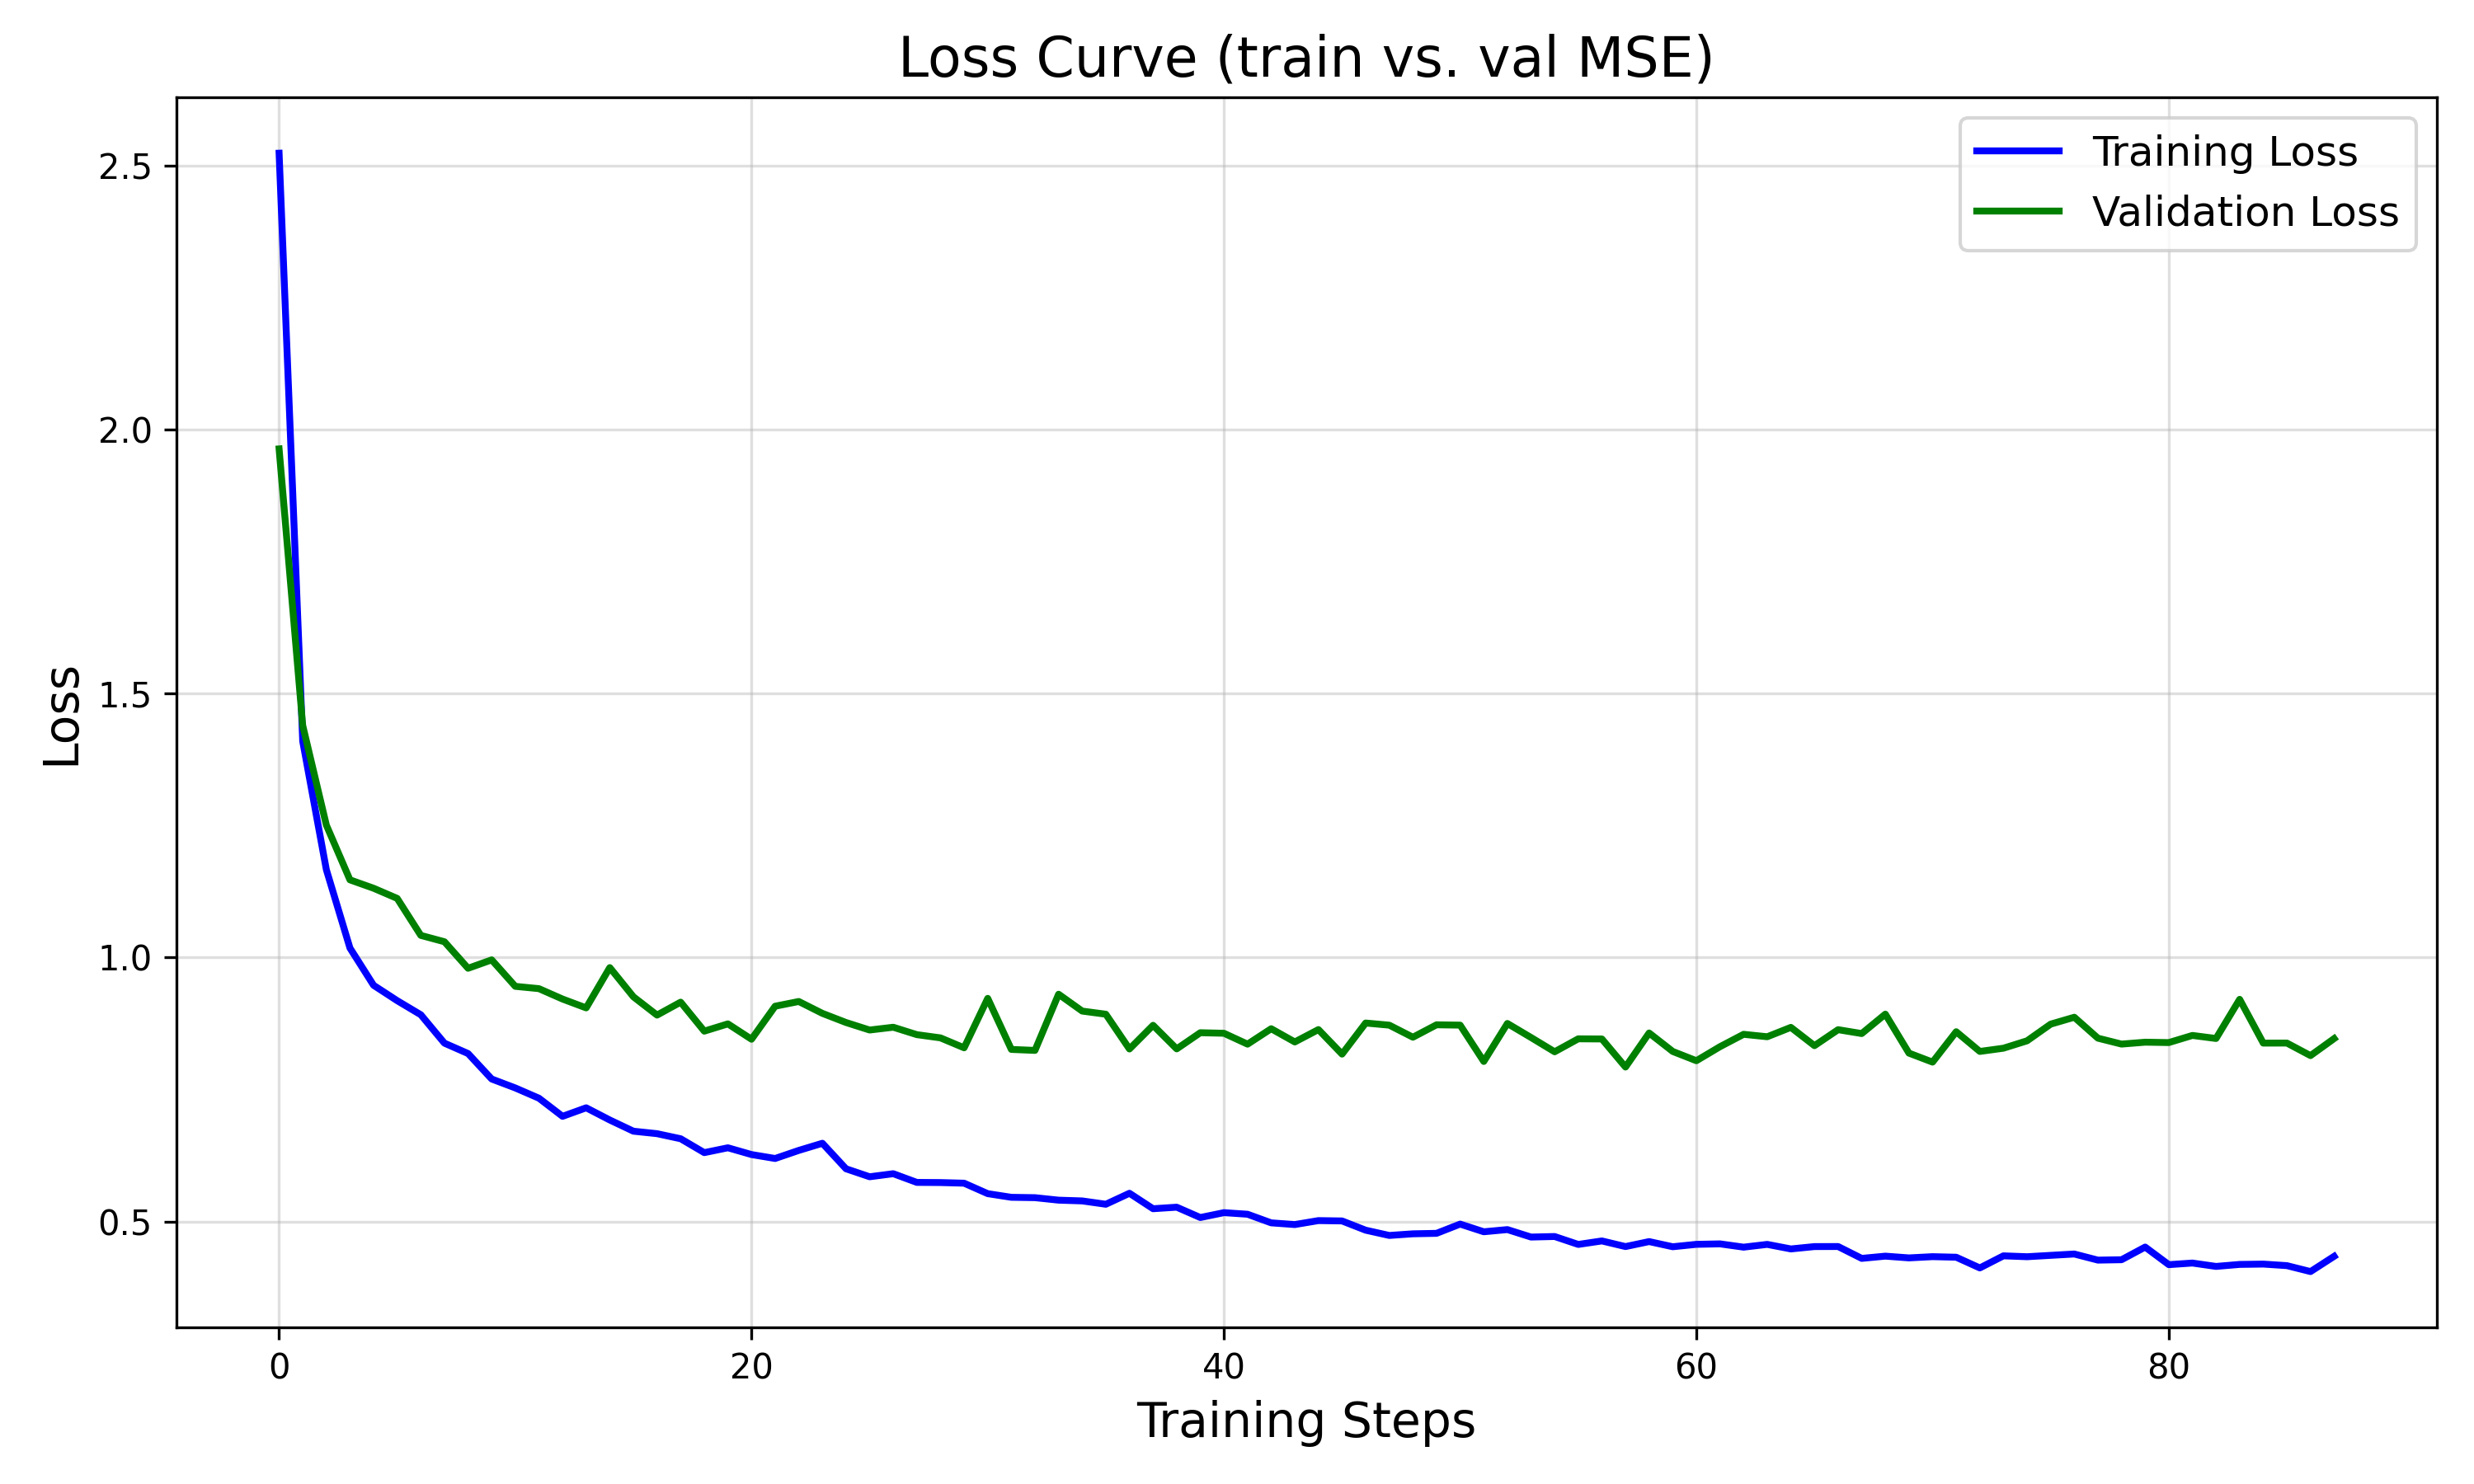 Loss Curve (train vs. val MSE)
Training Loss
Validation Loss
2.5
2.0
1.5
1.0
0.5
Loss
0 20 40 60 80
Training Steps